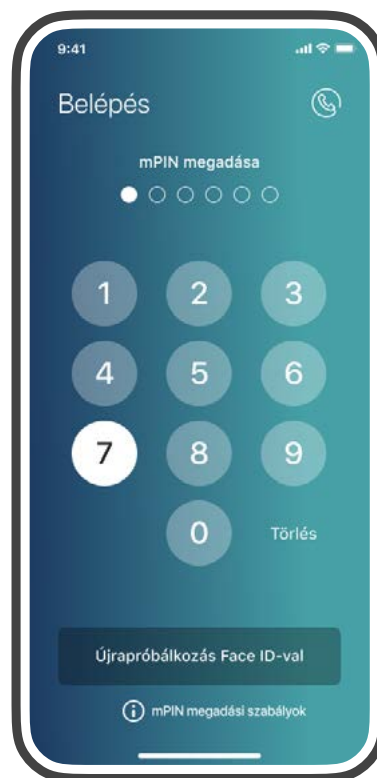 9:41
Belépés
mPIN megadása
1 2 3
4 5 6
7 8 9
0 Törlés
Újrapróbálkozás Face ID-val
mPIN megadási szabályok